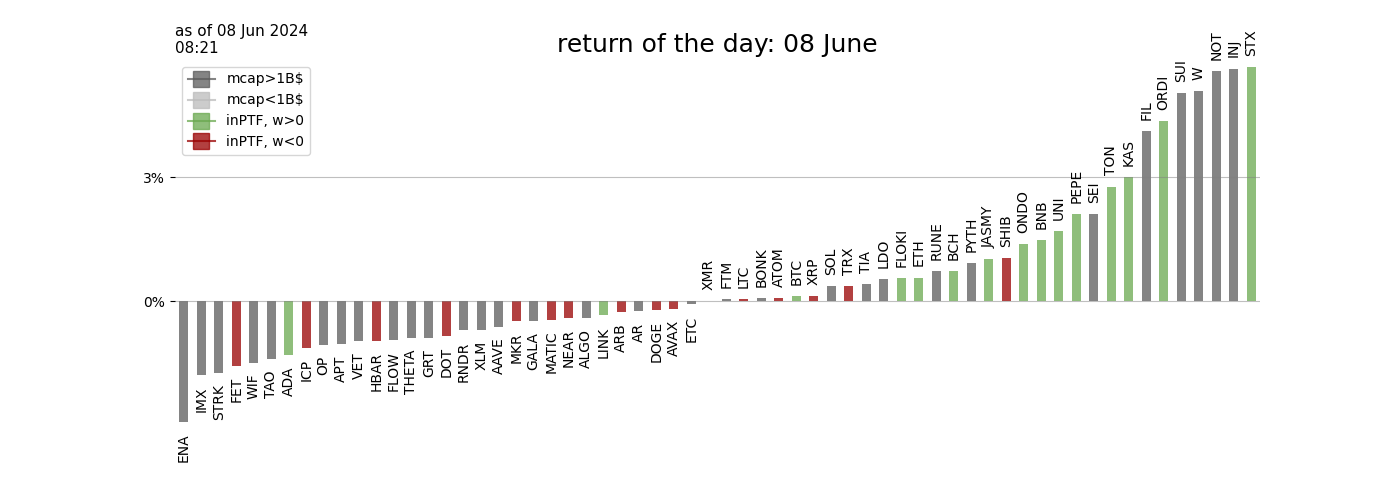 as of 08 Jun 2024
08:21
return of the day: 08 June
mcap>1B$
mcap<1B$
inPTF, w>0
inPTF, w<0
3%
0%
ENA
IMX
STRK
FET
WIF
TAO
ADA
ICP
OP
APT
VET
HBAR
FLOW
THETA
GRT
DOT
RNDR
XLM
AAVE
MKR
GALA
MATIC
NEAR
ALGO
LINK
ARB
AR
DOGE
AVAX
ETC
XMR
FTM
LTC
BONK
ATOM
BTC
XRP
SOL
TRX
TIA
LDO
FLOKI
ETH
RUNE
BCH
PYTH
JASMY
SHIB
ONDO
BNB
UNI
PEPE
SEI
TON
KAS
FIL
ORDI
SUI
W
NOT
INJ
STX